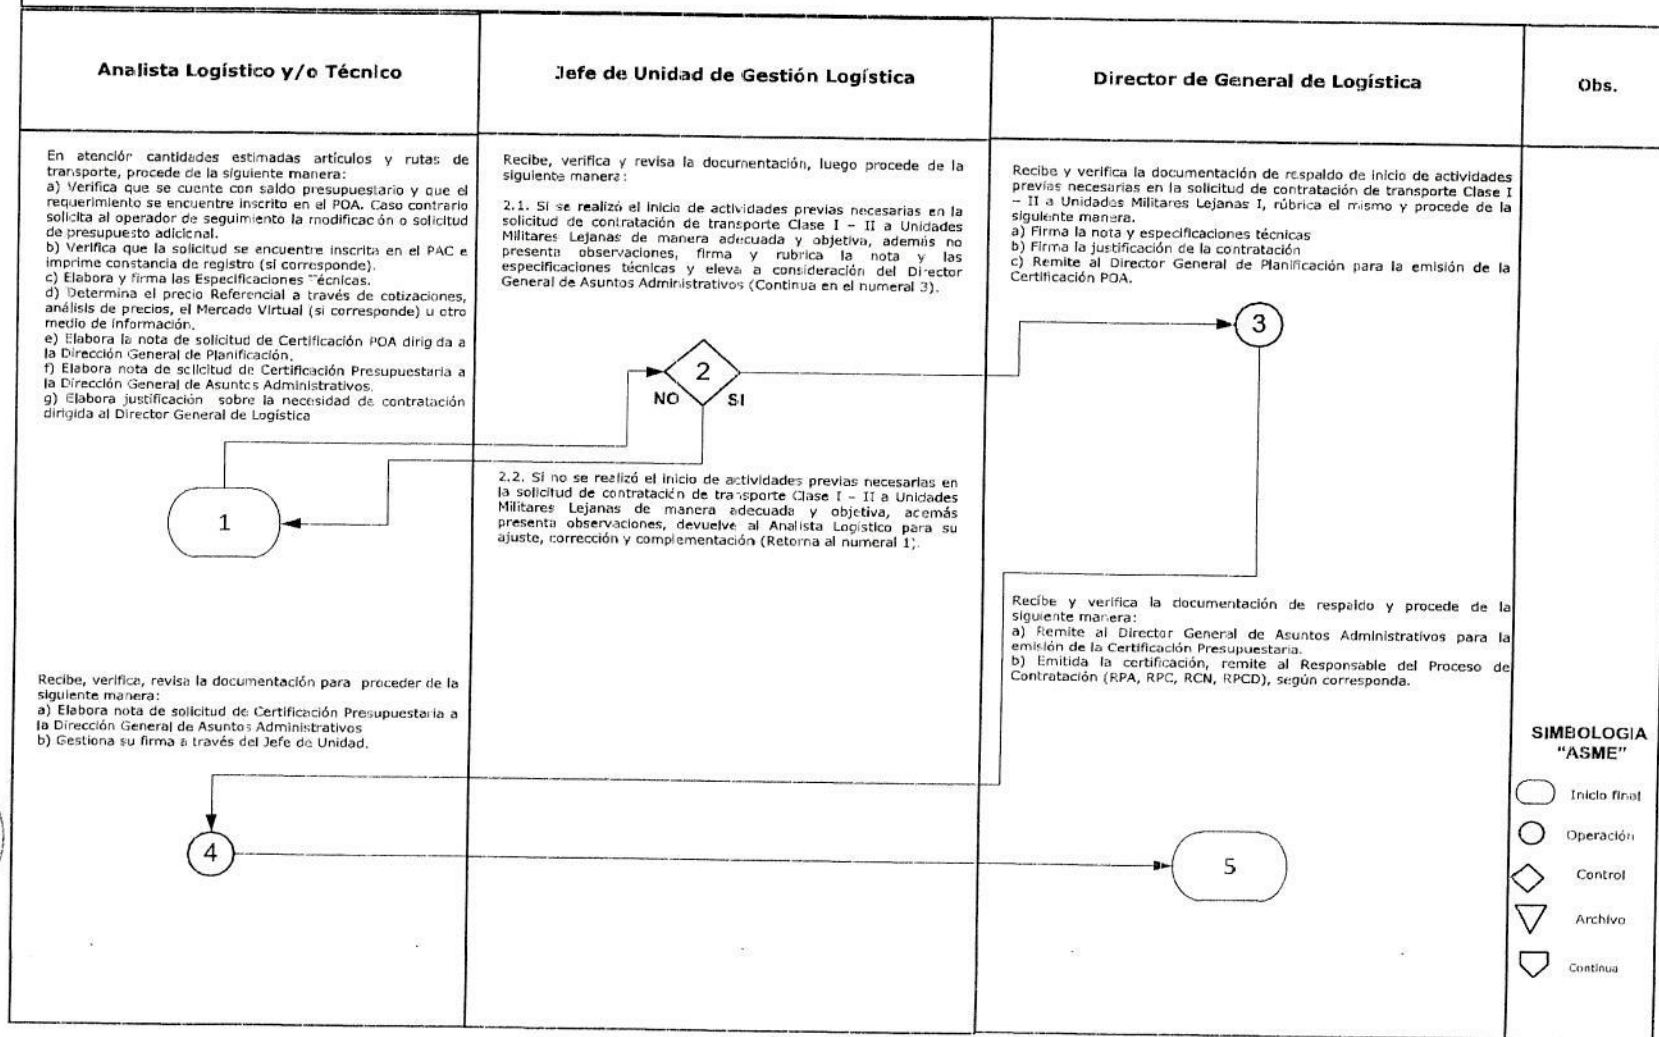 Analista Logístico y/o Técnico
Jefe de Unidad de Gestión Logística
Director de General de Logística
Obs.
En atención cantidades estimadas artículos y rutas de
transporte, procede de la siguiente manera:
a) Verifica que se cuente con saldo presupuestario y que el
requerimiento se encuentre inscrito en el POA. Caso contrario
solicita al operador de seguimiento la modificación o solicitud
de presupuesto adicional.
b) Verifica que la solicitud se encuentre inscrita en el PAC e
imprime constancia de registro (si corresponde).
c) Elabora y firma las Especificaciones Técnicas.
d) Determina el precio Referencial a través de cotizaciones,
análisis de precios, el Mercado Virtual (si corresponde) u otro
medio de información.
e) Elabora la nota de solicitud de Certificación POA dirigida a
la Dirección General de Planificación.
f) Elabora nota de solicitud de Certificación Presupuestaria a
la Dirección General de Asuntos Administrativos.
g) Elabora justificación sobre la necesidad de contratación
dirigida al Director General de Logística
1
Recibe, verifica, revisa la documentación para proceder de la
siguiente manera:
a) Elabora nota de solicitud de Certificación Presupuestaria a
la Dirección General de Asuntos Administrativos
b) Gestiona su firma a través del Jefe de Unidad.
4
Recibe, verifica y revisa la documentación, luego procede de la
siguiente manera:
2.1. Si se realizó el inicio de actividades previas necesarias en la
solicitud de contratación de transporte Clase I - II a Unidades
Militares Lejanas de manera adecuada y objetiva, además no
presenta observaciones, firma y rubrica la nota y las
especificaciones técnicas y eleva a consideración del Director
General de Asuntos Administrativos (Continua en el numeral 3).
2
NO
SI
2.2. Si no se realizó el inicio de actividades previas necesarias en
la solicitud de contratación de transporte Clase I - II a Unidades
Militares Lejanas de manera adecuada y objetiva, además
presenta observaciones, devuelve al Analista Logístico para su
ajuste, corrección y complementación (Retorna al numeral 1).
Recibe y verifica la documentación de respaldo de inicio de actividades
previas necesarias en la solicitud de contratación de transporte Clase I
- II a Unidades Militares Lejanas I, rúbrica el mismo y procede de la
siguiente manera.
a) Firma la nota y especificaciones técnicas
b) Firma la justificación de la contratación
c) Remite al Director General de Planificación para la emisión de la
Certificación POA.
3
Recibe y verifica la documentación de respaldo y procede de la
siguiente manera:
a) Remite al Director General de Asuntos Administrativos para la
emisión de la Certificación Presupuestaria.
b) Emitida la certificación, remite al Responsable del Proceso de
Contratación (RPA, RPC, RCN, RPCD), según corresponda.
5
SIMBOLOGIA
"ASME"
Inicio final
Operación
Control
Archivo
Continua